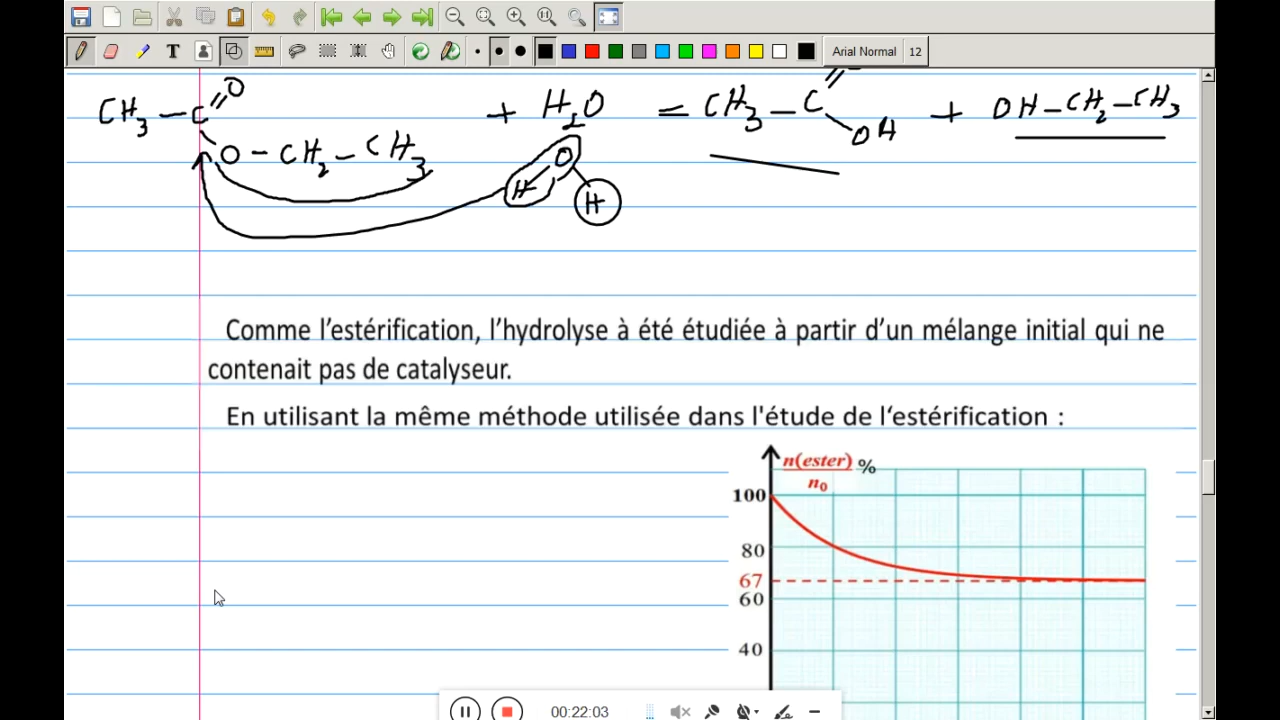 Arial Normal 12
CH3 - C // O + H2O = CH3 - C // OH + OH - CH2 - CH3
O - CH2 - CH3 O
H H
Comme l'estérification, l'hydrolyse à été étudiée à partir d'un mélange initial qui ne
contenait pas de catalyseur.
En utilisant la même méthode utilisée dans l'étude de l‘estérification :
n(ester) %
n0
100
80
67
60
40
00:22:03